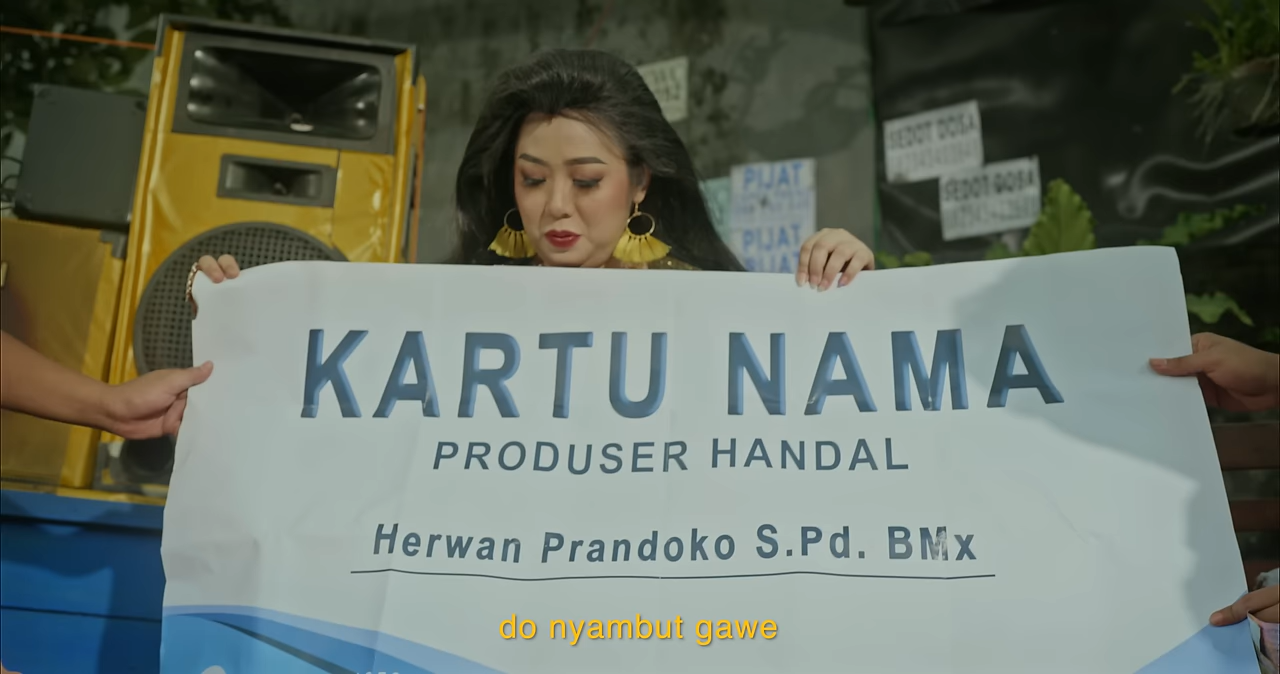 SEDOT DOSA
SEDOT DOSA
PIJAT
PIJAT
KARTU NAMA
PRODUSER HANDAL
Herwan Prandoko S.Pd. BMx
do nyambut gawe